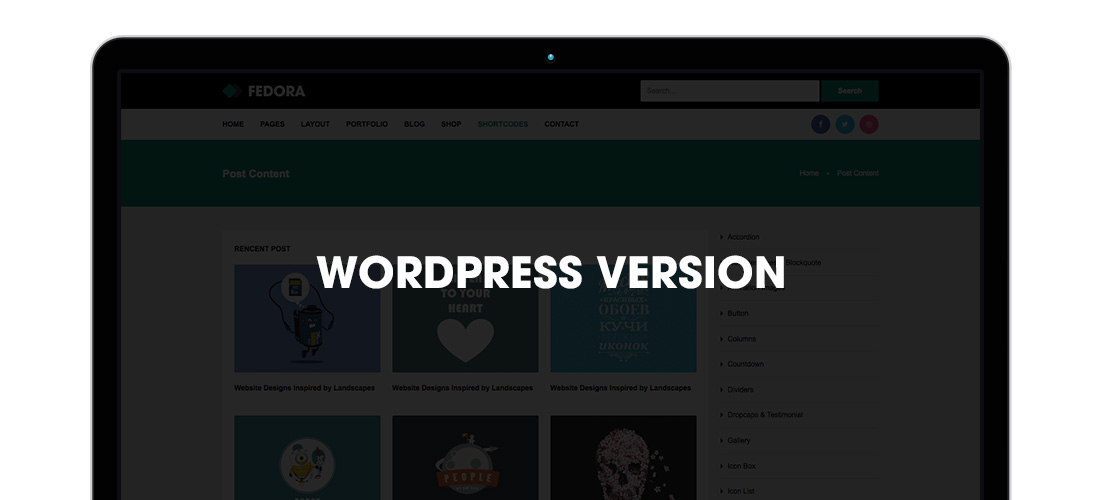 FEDORA
Search...
Search
HOME PAGES LAYOUT PORTFOLIO BLOG SHOP SHORTCODES CONTACT
Post Content
Home • Post Content
RENCENT POST
WORDPRESS VERSION
TO YOUR
HEART
ОБОЕВ
КУЧИ
ИКОНОК
Website Designs Inspired by Landscapes
Website Designs Inspired by Landscapes
Website Designs Inspired by Landscapes
PEOPLE
Accordion
Blockquote
Button
Columns
Countdown
Dividers
Dropcaps & Testimonial
Gallery
Icon Box
Icon List